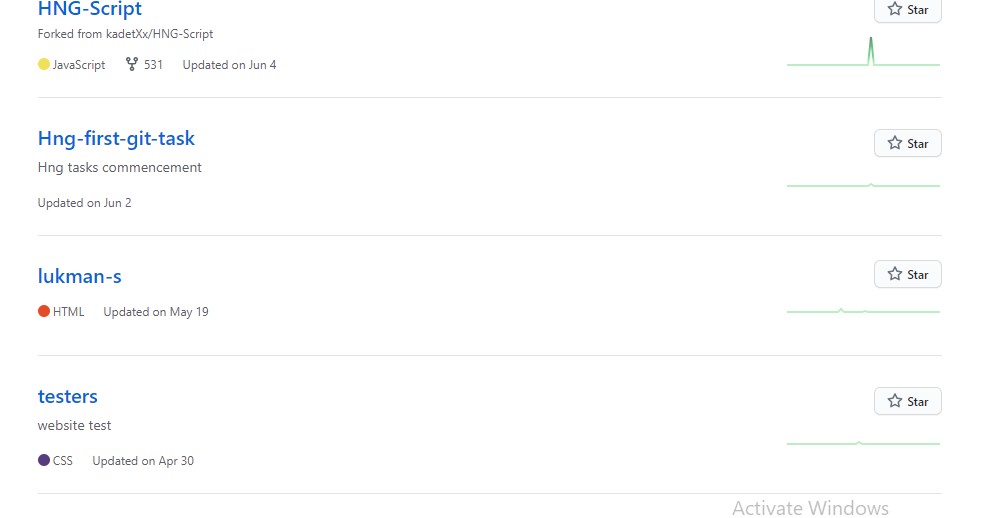 HNG-Script
Star
Forked from kadetXx/HNG-Script
JavaScript 531 Updated on Jun 4
Hng-first-git-task
Star
Hng tasks commencement
Updated on Jun 2
lukman-s
Star
HTML Updated on May 19
testers
Star
website test
CSS Updated on Apr 30
Activate Windows